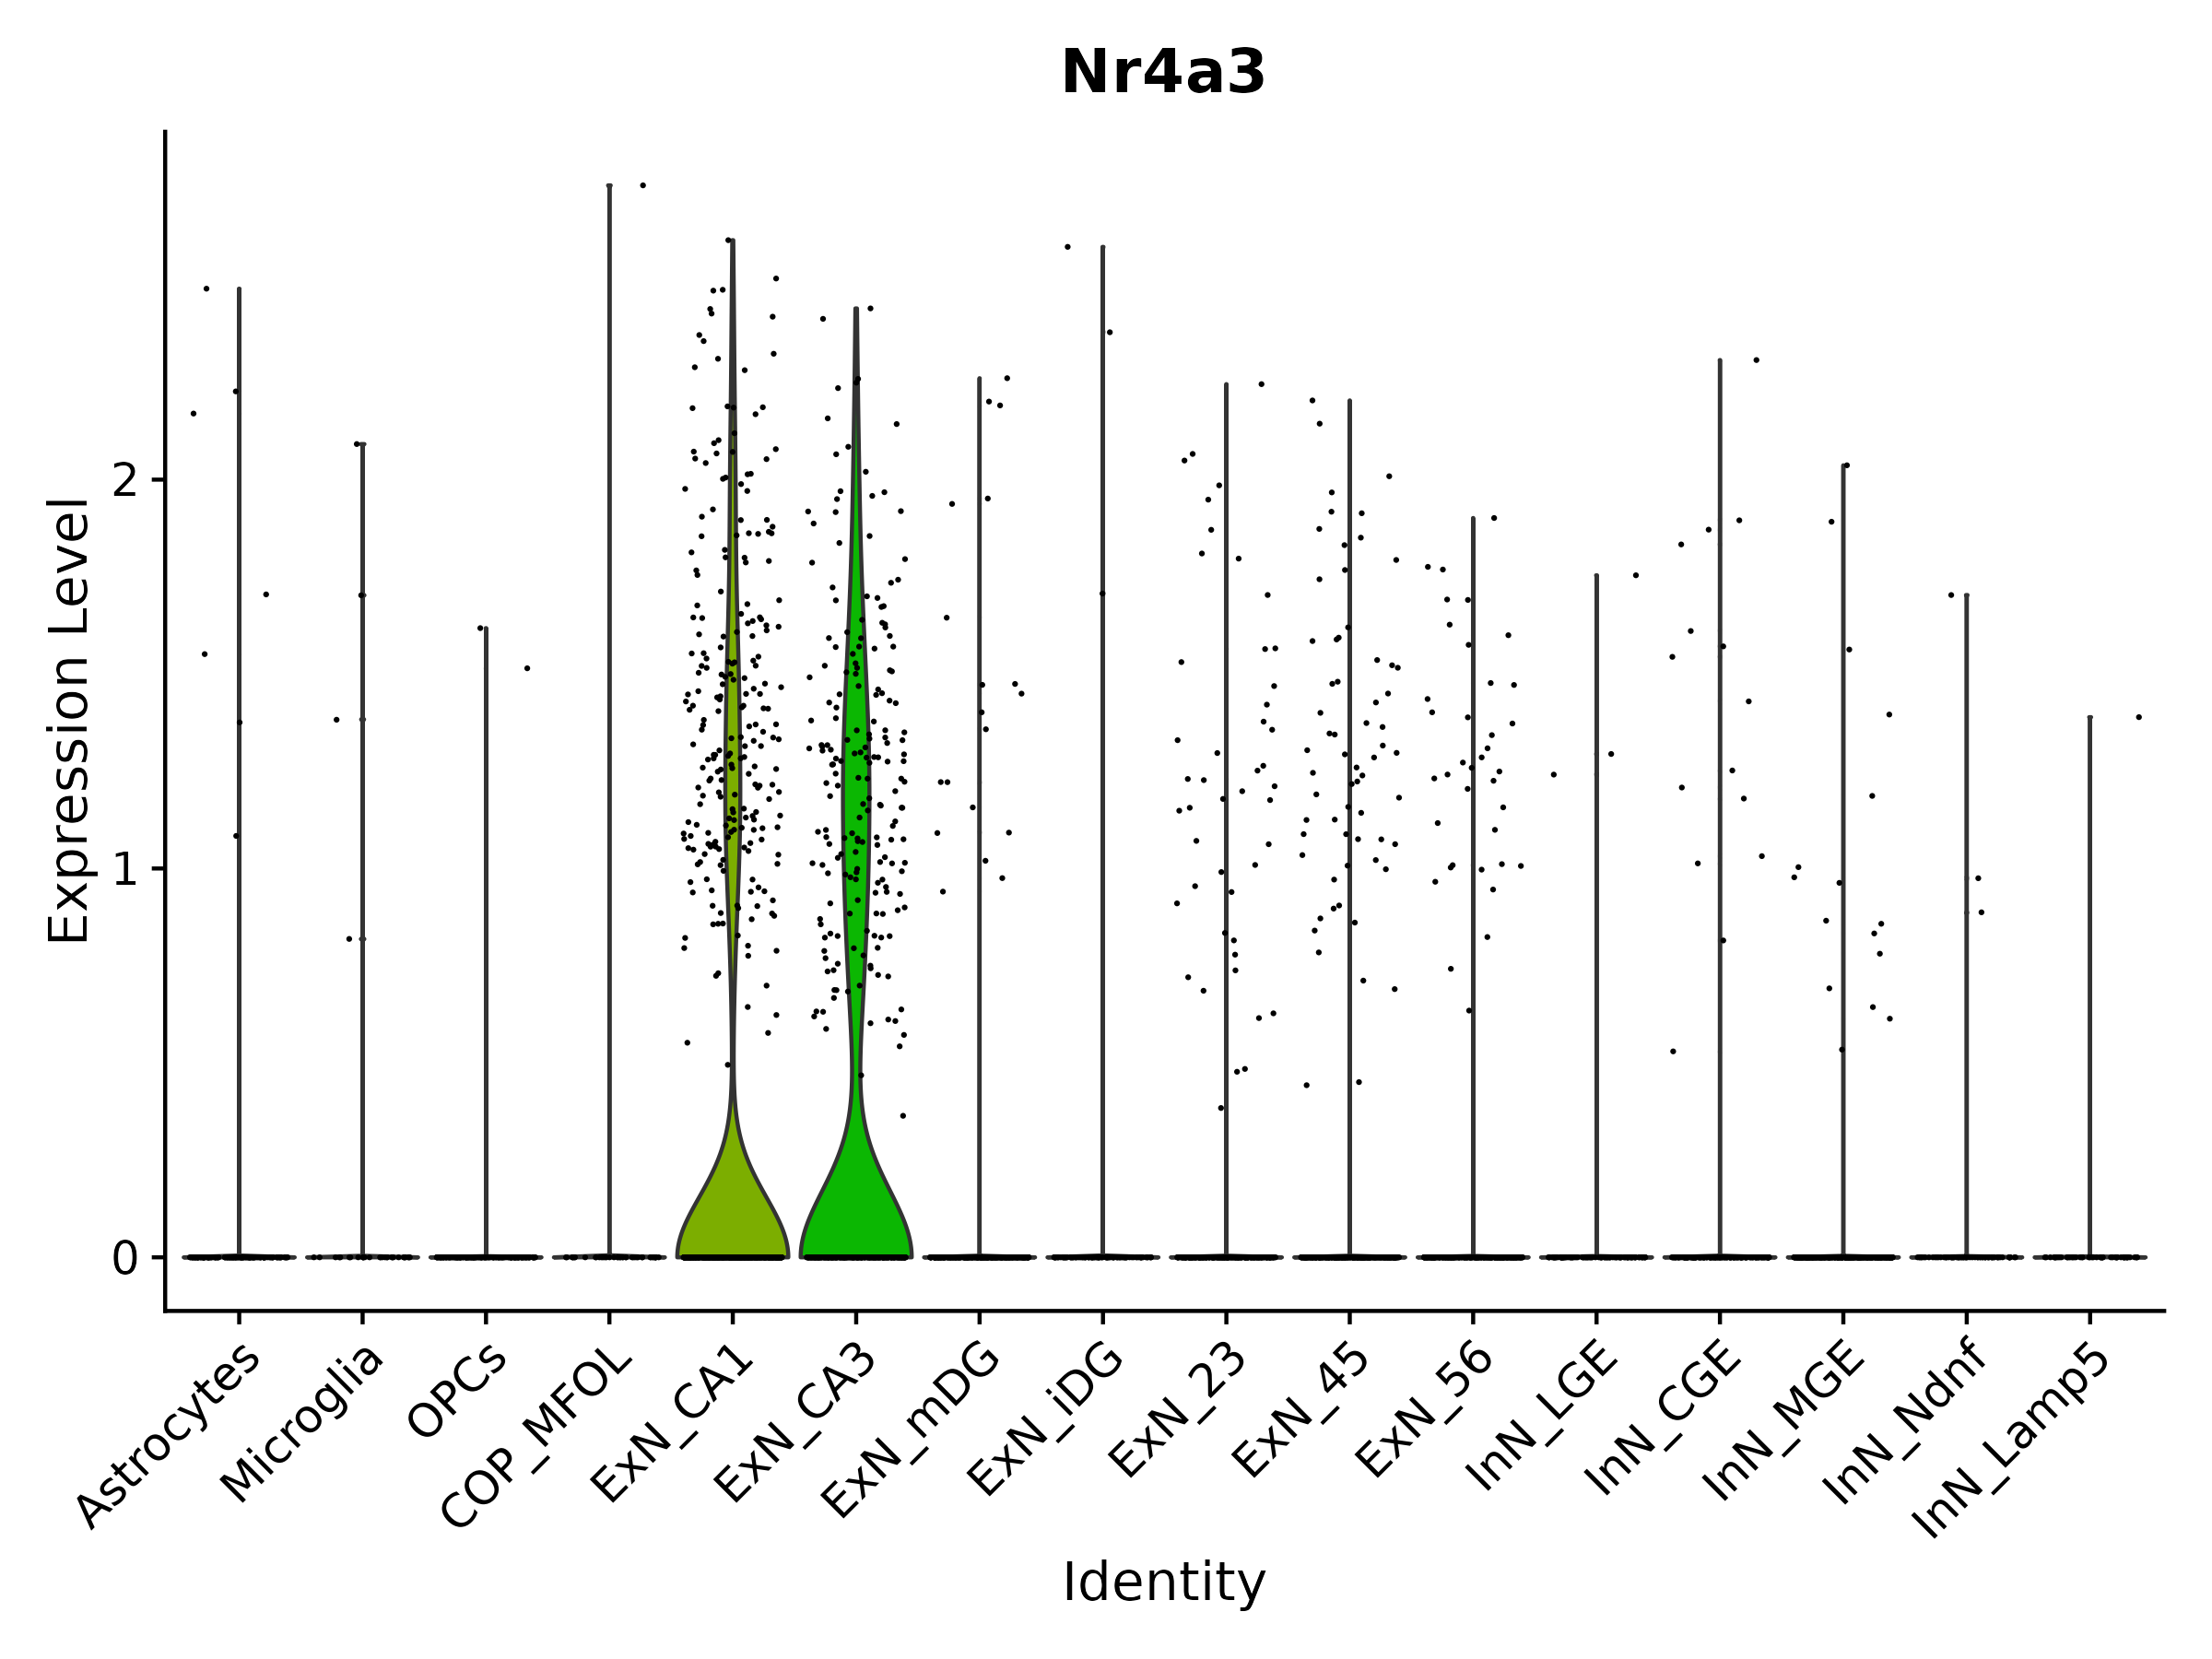 Nr4a3
Expression Level
2
1
0
Astrocytes
Microglia
OPCs
COP_MFOL
ExN_CA1
ExN_CA3
ExN_mDG
ExN_iDG
ExN_23
ExN_45
ExN_56
InN_LGE
InN_CGE
InN_MGE
InN_Ndnf
InN_Lamp5
Identity